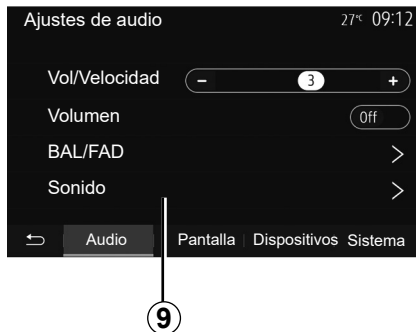 Ajustes de audio 27°C 09:12
Vol/Velocidad - 3 +
Volumen Off
BAL/FAD >
Sonido >
Audio Pantalla Dispositivos Sistema
9